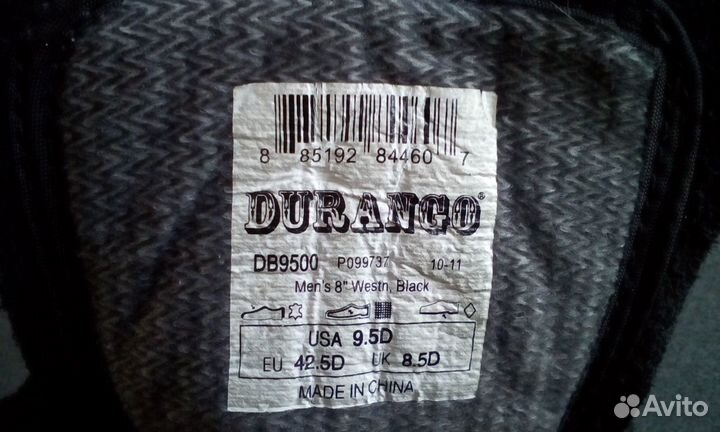 8 85192 84460 7
DURANGO®
DB9500 P099737 10-11
Men's 8" Westn, Black
USA 9.5D
EU 42.5D UK 8.5D
MADE IN CHINA
Avito